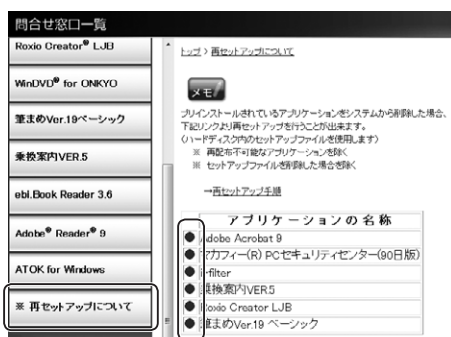 問合せ窓口一覧
Roxio Creator® LJB
WinDVD® for ONKYO
筆まめVer.19ベーシック
乗換案内VER.5
ebi.Book Reader 3.6
Adobe® Reader® 9
ATOK for Windows
※ 再セットアップについて
トップ > 再セットアップについて
メモ
プリインストールされているアプリケーションをシステムから削除した場合、
下記リンクより再セットアップを行うことが出来ます。
(ハードディスク内のセットアップファイルを使用します)
※ 再配布不可能なアプリケーションを除く
※ セットアップファイルを削除した場合を除く
→再セットアップ手順
アプリケーションの名称
● Adobo Acrobat 9
● マカフィー(R) PCセキュリティセンター(90日版)
● i-filter
● 乗換案内VER5
● Roxio Creator LJB
● 筆まめVer.19 ベーシック